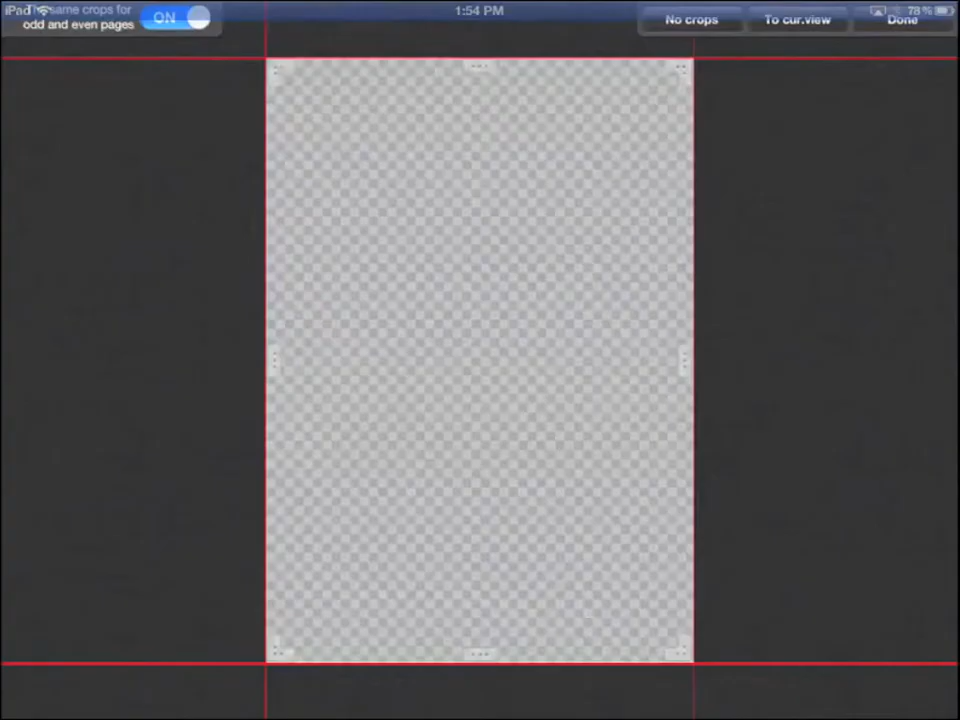 iPad
1:54 PM
78%
The same crops for
odd and even pages
ON
No crops
To cur.view
Done